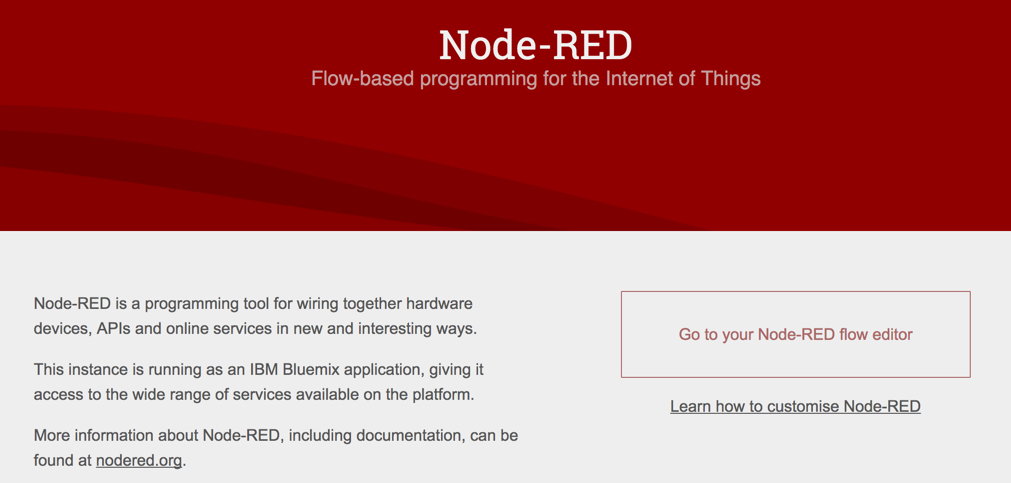 Node-RED
Flow-based programming for the Internet of Things
Node-RED is a programming tool for wiring together hardware
devices, APIs and online services in new and interesting ways.
This instance is running as an IBM Bluemix application, giving it
access to the wide range of services available on the platform.
More information about Node-RED, including documentation, can be
found at nodered.org.
Go to your Node-RED flow editor
Learn how to customise Node-RED